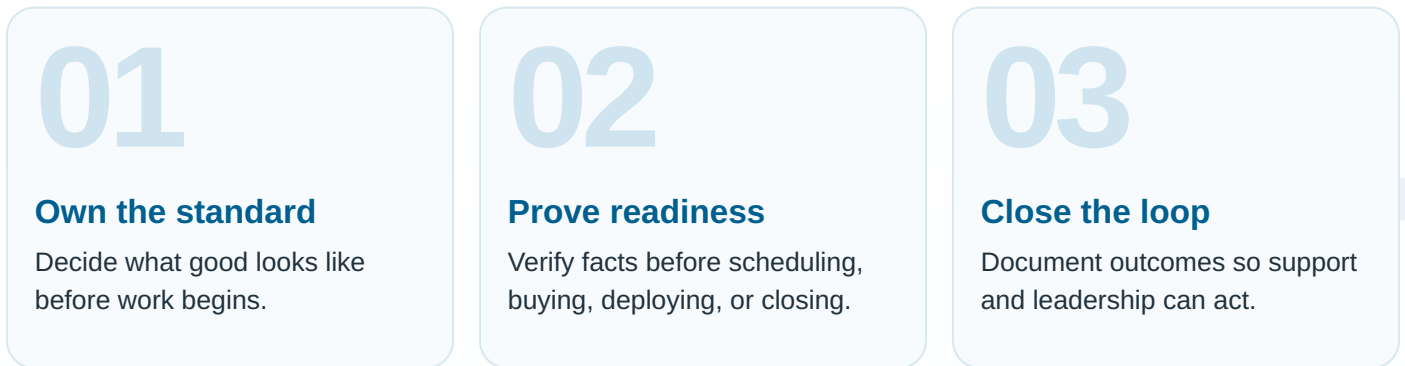 01
Own the standard
Decide what good looks like
before work begins.
02
Prove readiness
Verify facts before scheduling,
buying, deploying, or closing.
03
Close the loop
Document outcomes so support
and leadership can act.